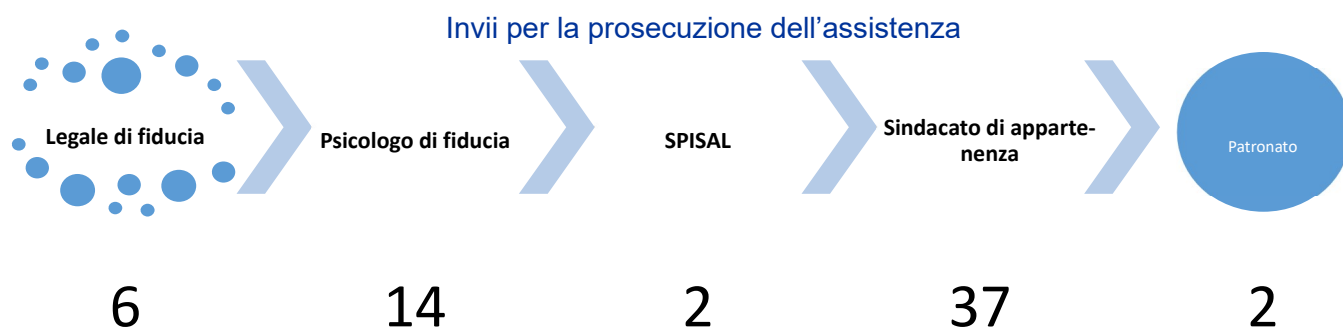 Invii per la prosecuzione dell’assistenza
Legale di fiducia
Psicologo di fiducia
SPISAL
Sindacato di apparte-
nenza
Patronato
6
14
2
37
2